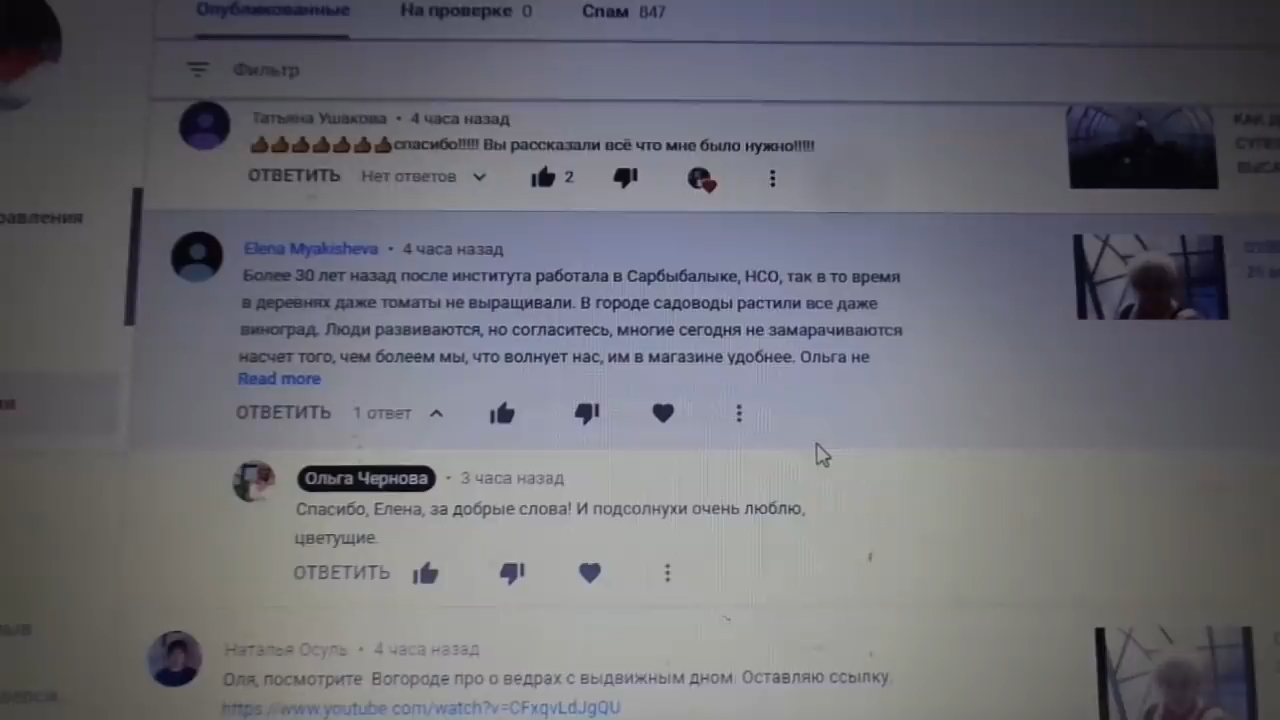 Опубликованные На проверке 0 Спам 847
Фильтр
Татьяна Ушакова • 4 часа назад
👍👍👍👍👍👍👍спасибо!!!!! Вы рассказали всё что мне было нужно!!!!!
ОТВЕТИТЬ Нет ответов 2
равления
Elena Myakisheva • 4 часа назад
Более 30 лет назад после института работала в Сарбыбалыке, НСО, так в то время
в деревнях даже томаты не выращивали. В городе садоводы растили все даже
виноград. Люди развиваются, но согласитесь, многие сегодня не замарачиваются
насчет того, чем болеем мы, что волнует нас, им в магазине удобнее. Ольга не
Read more
ОТВЕТИТЬ 1 ответ
Ольга Чернова • 3 часа назад
Спасибо, Елена, за добрые слова! И подсолнухи очень люблю,
цветущие.
ОТВЕТИТЬ
Наталья Осуль • 4 часа назад
Оля, посмотрите Вогороде про о ведрах с выдвижным дном. Оставляю ссылку.
https://www.youtube.com/watch?v=CFxqvLdJgQU